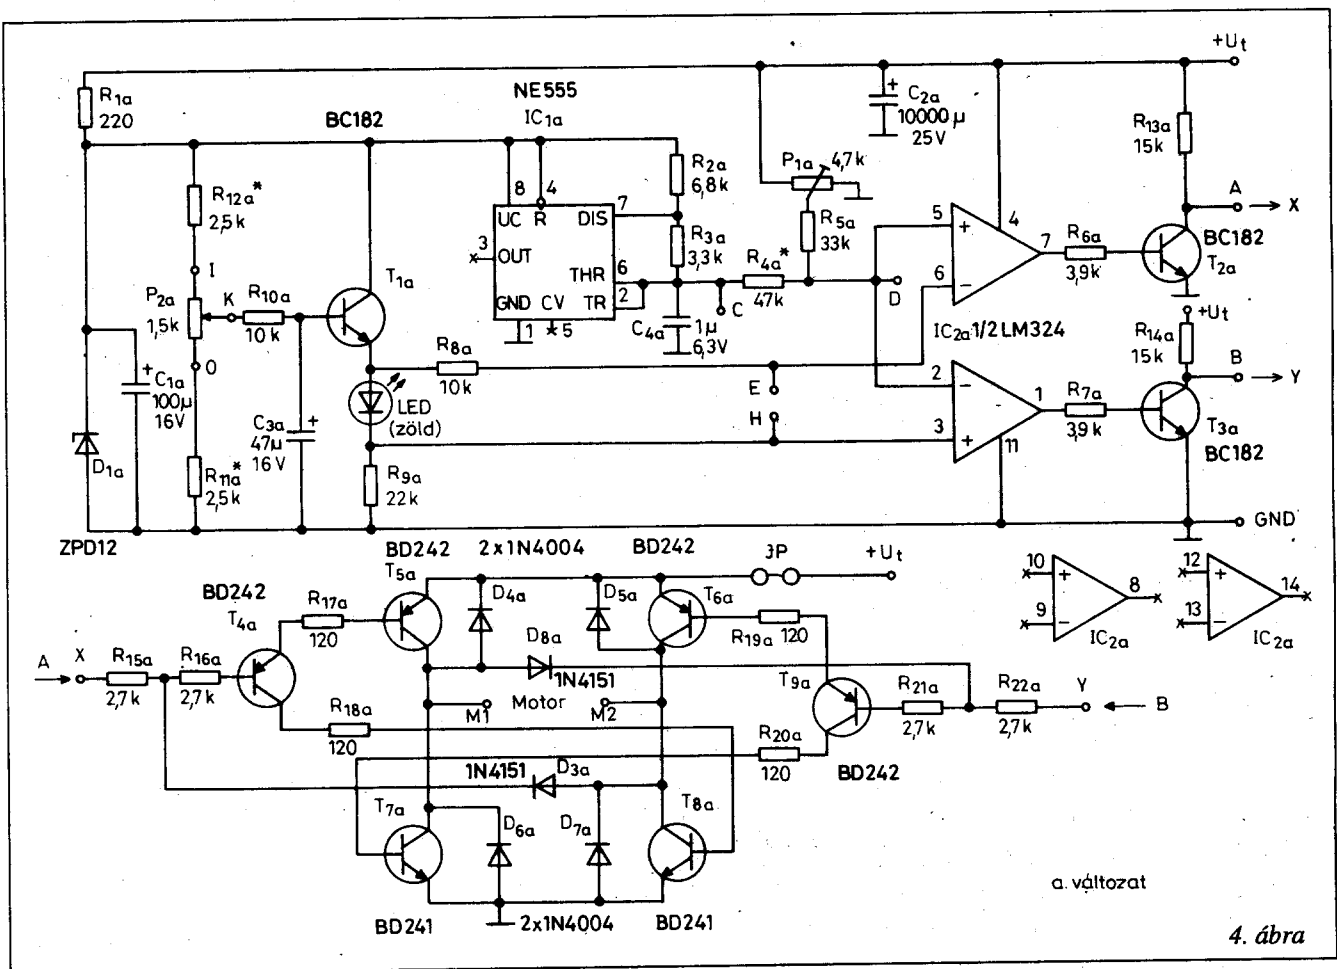 +Ut
NE555
IC1a
BC182
R1a
220
C2a
10000 µ
25V
R13a
15k
P1a
4,7k
R2a
6,8k
R12a*
2,5k
8
4
7
UC
R
DIS
R5a
33k
A
X
5
+
4
R3a
3,3k
3
OUT
x
THR
6
R4a*
47k
7
R6a
3,9k
BC182
T2a
I
T1a
6
−
P2a
1,5k
K
R10a
10k
GND
CV
TR
2
1
5
x
C4a
1µ
6,3V
C
D
IC2a 1/2 LM324
+Ut
R14a
15k
R8a
10k
O
B
Y
+
C1a
100µ
16V
LED
(zöld)
E
H
2
−
1
R7a
3,9k
T3a
BC182
C3a
47µ
16V
+
3
+
11
D1a
R11a*
2,5k
R9a
22k
GND
ZPD12
BD242
2x1N4004
BD242
3P
+Ut
T5a
D4a
D5a
T6a
BD242
R17a
120
T4a
R19a
120
10
x
+
8
x
9
x
−
IC2a
12
x
+
14
x
13
x
−
IC2a
D8a
1N4151
A
X
R15a
2,7k
R16a
2,7k
M1
Motor
M2
T9a
R21a
2,7k
R22a
2,7k
Y
B
R18a
120
R20a
120
BD242
1N4151
D3a
T7a
D6a
D7a
T8a
BD241
2x1N4004
BD241
a. változat
4. ábra